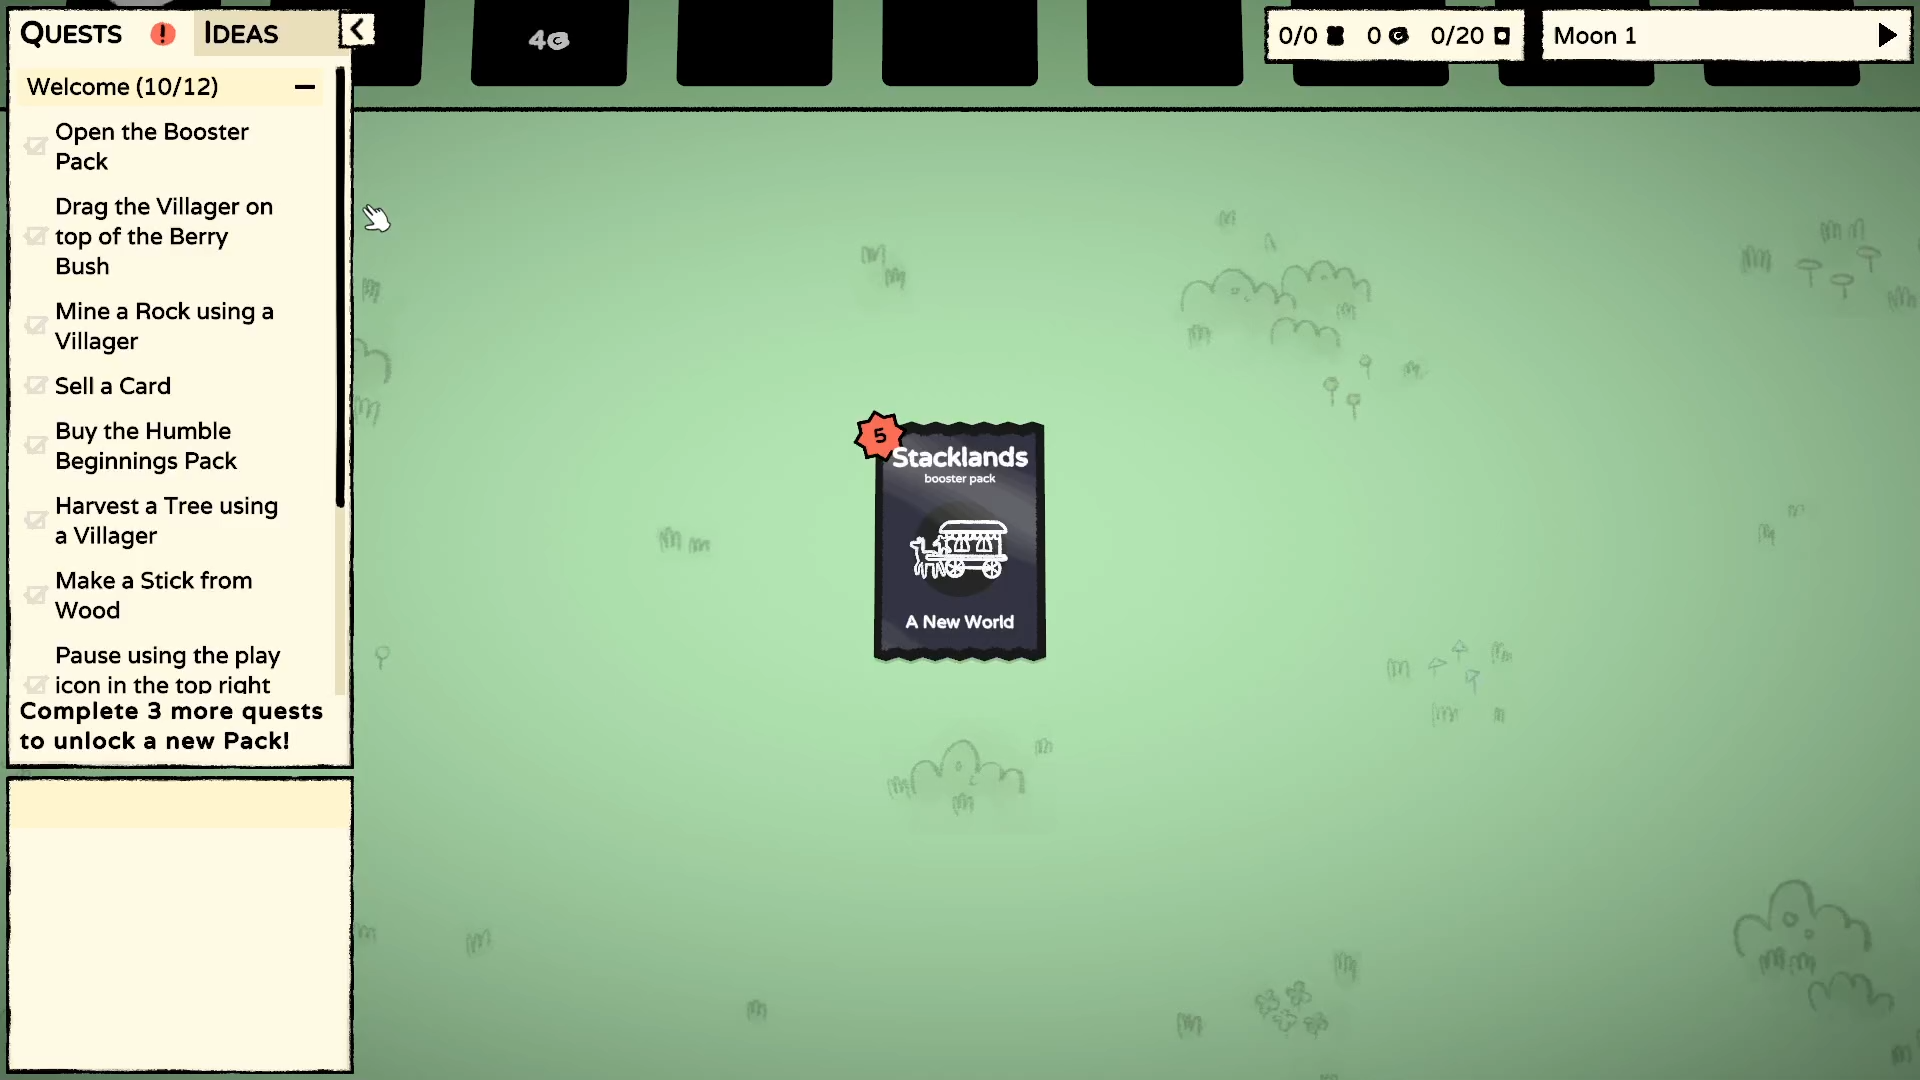 QUESTS ! IDEAS
Welcome (10/12)
Open the Booster
Pack
Drag the Villager on
top of the Berry
Bush
Mine a Rock using a
Villager
Sell a Card
Buy the Humble
Beginnings Pack
Harvest a Tree using
a Villager
Make a Stick from
Wood
Pause using the play
icon in the top right
Complete 3 more quests
to unlock a new Pack!
4
0/0 0 0/20
Moon 1
5
Stacklands
booster pack
A New World